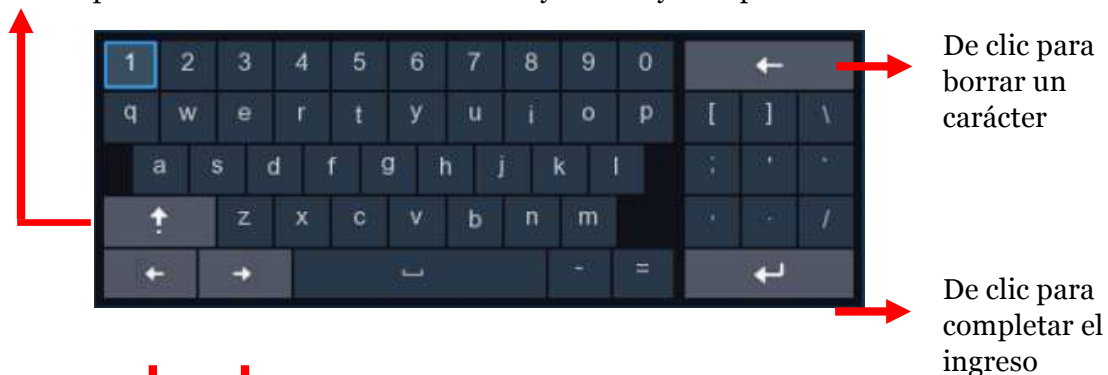 1 2 3 4 5 6 7 8 9 0
q w e r t y u i o p [ ] \
a s d f g h j k l ;
z x c v b n m /
- =
De clic para
borrar un
carácter
De clic para
completar el
ingreso